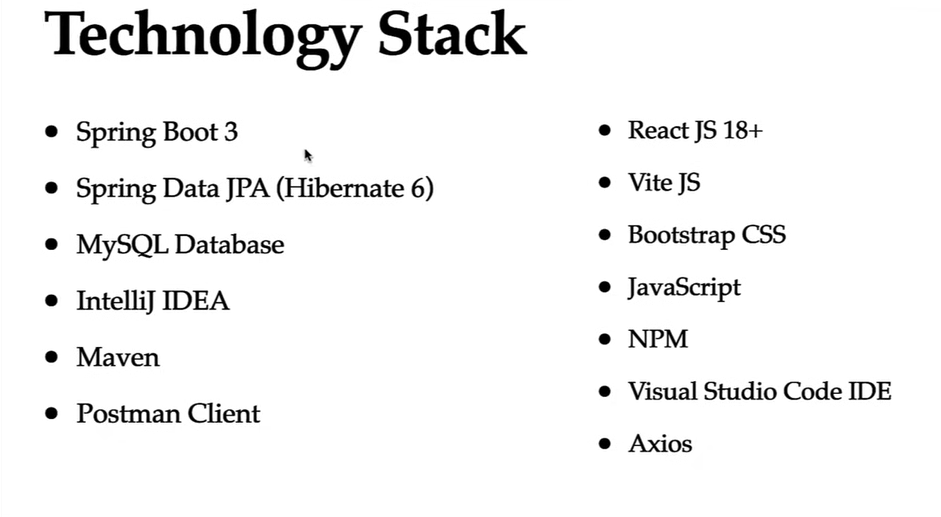 Technology Stack
• Spring Boot 3
• Spring Data JPA (Hibernate 6)
• MySQL Database
• IntelliJ IDEA
• Maven
• Postman Client
• React JS 18+
• Vite JS
• Bootstrap CSS
• JavaScript
• NPM
• Visual Studio Code IDE
• Axios